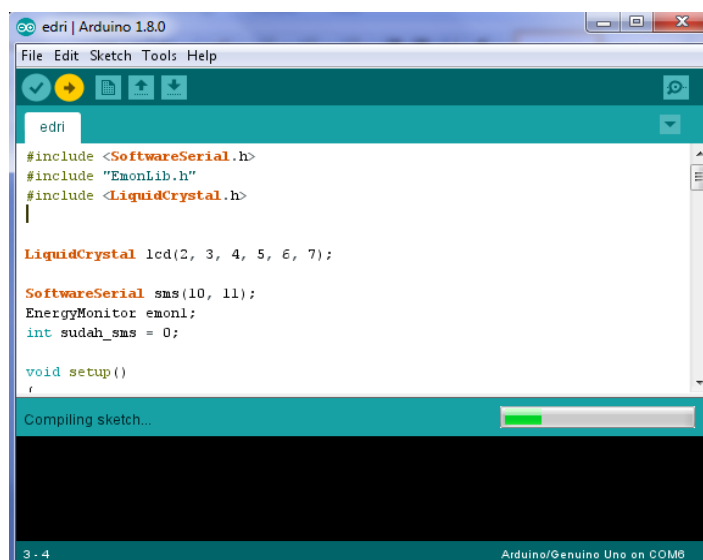 edri | Arduino 1.8.0
File Edit Sketch Tools Help
edri
#include <SoftwareSerial.h>
#include "EmonLib.h"
#include <LiquidCrystal.h>
LiquidCrystal lcd(2, 3, 4, 5, 6, 7);
SoftwareSerial sms(10, 11);
EnergyMonitor emon1;
int sudah_sms = 0;
void setup()
{
Compiling sketch...
3 - 4
Arduino/Genuino Uno on COM6